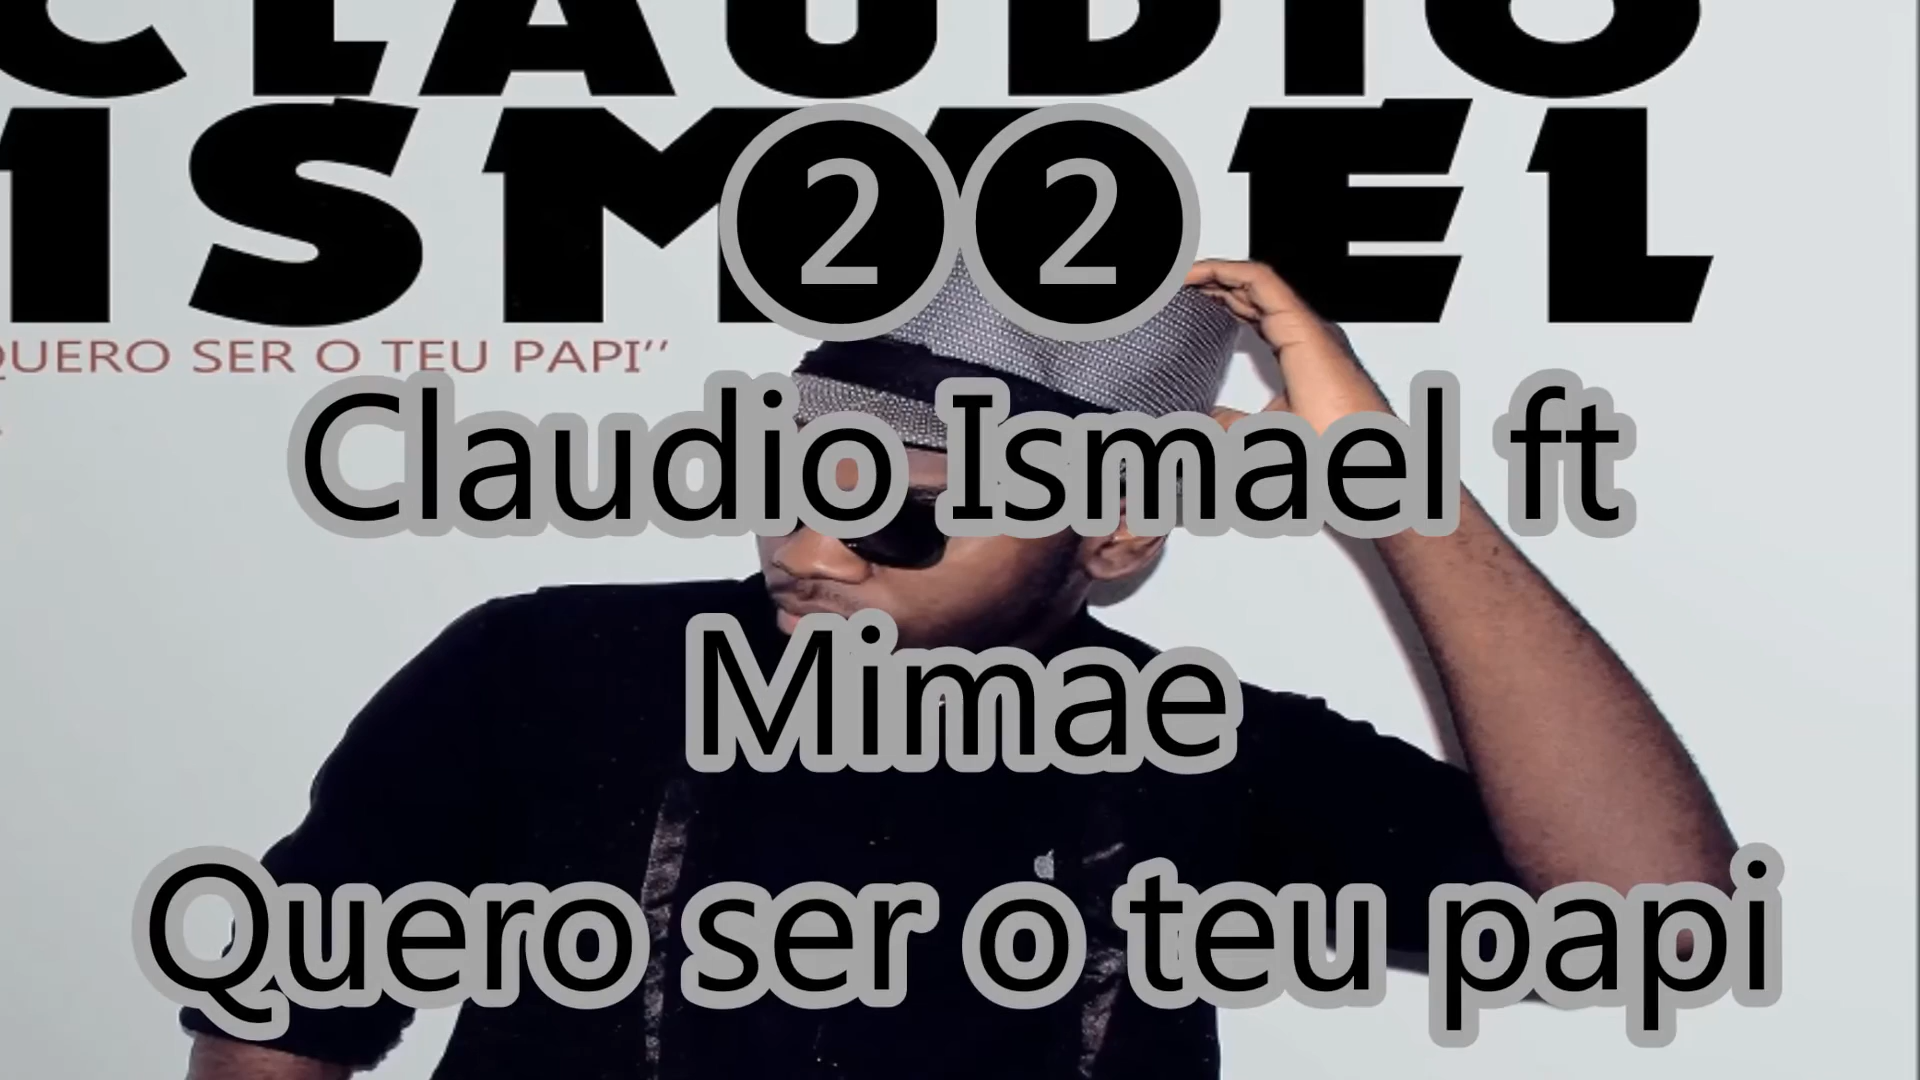 CLAUDIO
ISMAEL
QUERO SER O TEU PAPI’’
22
Claudio Ismael ft
Mimae
Quero ser o teu papi